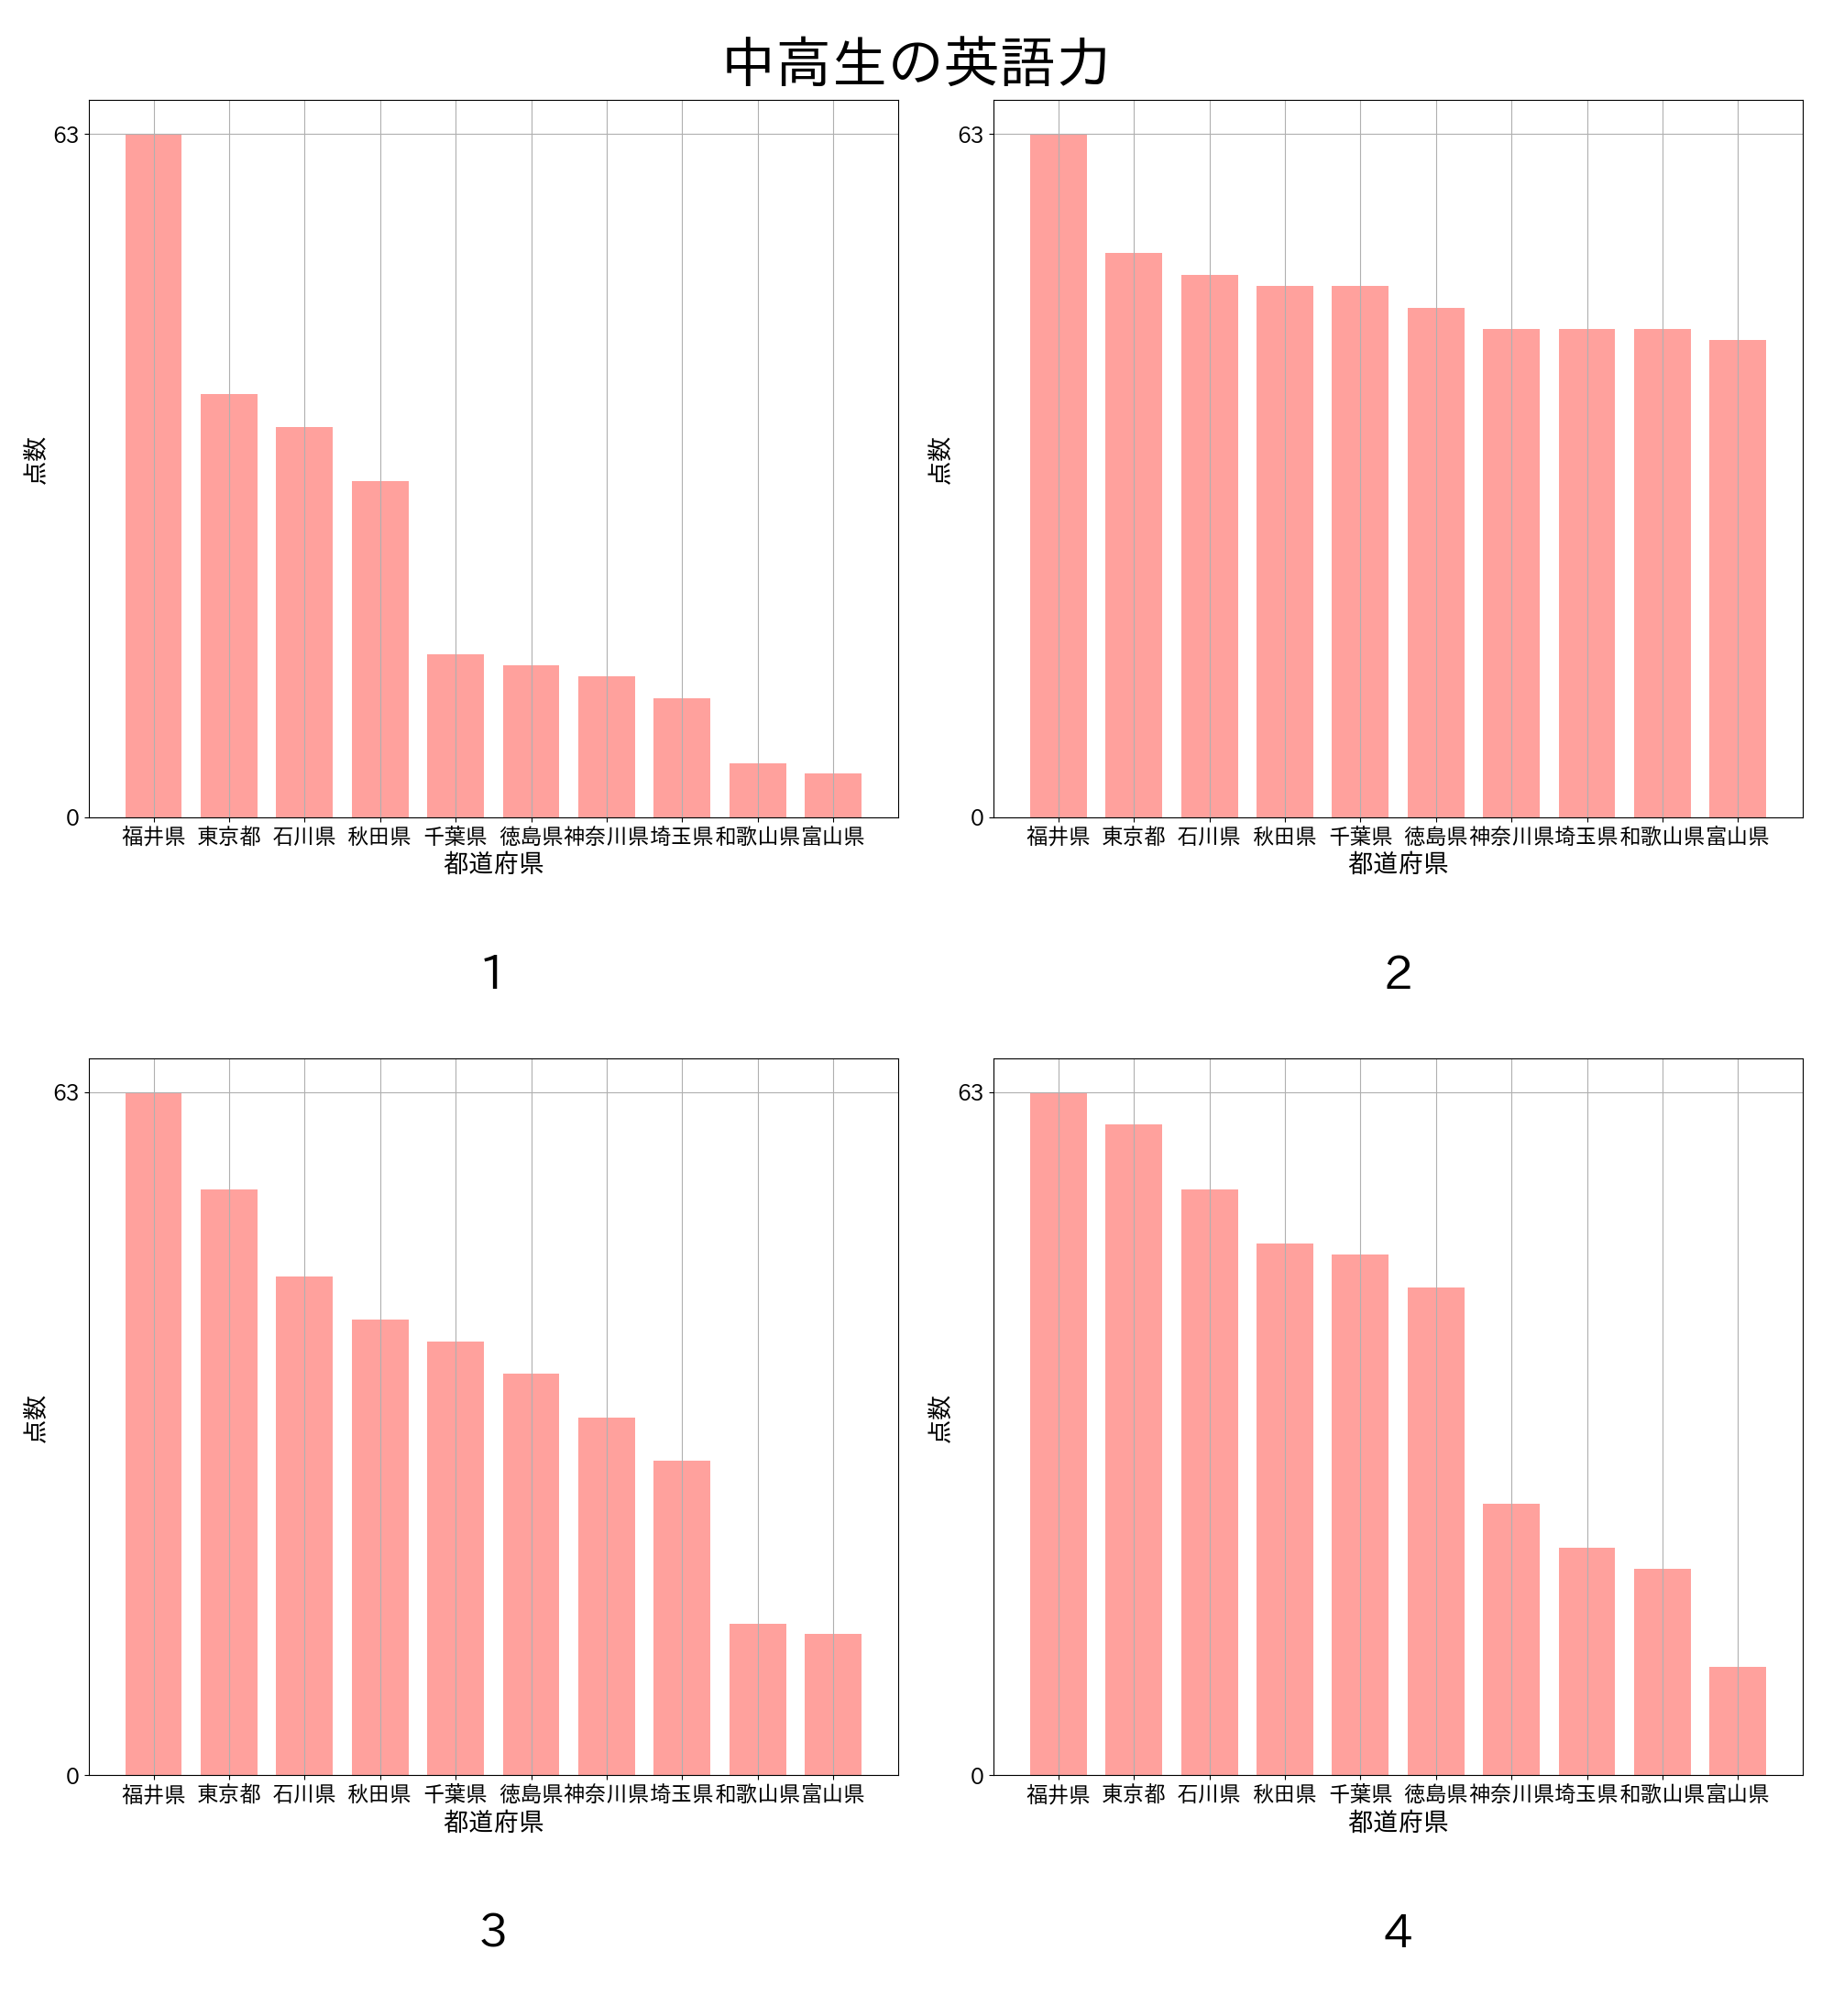 中高生の英語力
63
0
点数
福井県 東京都 石川県 秋田県 千葉県 徳島県 神奈川県 埼玉県 和歌山県 富山県
都道府県
1
63
0
点数
福井県 東京都 石川県 秋田県 千葉県 徳島県 神奈川県 埼玉県 和歌山県 富山県
都道府県
2
63
0
点数
福井県 東京都 石川県 秋田県 千葉県 徳島県 神奈川県 埼玉県 和歌山県 富山県
都道府県
3
63
0
点数
福井県 東京都 石川県 秋田県 千葉県 徳島県 神奈川県 埼玉県 和歌山県 富山県
都道府県
4